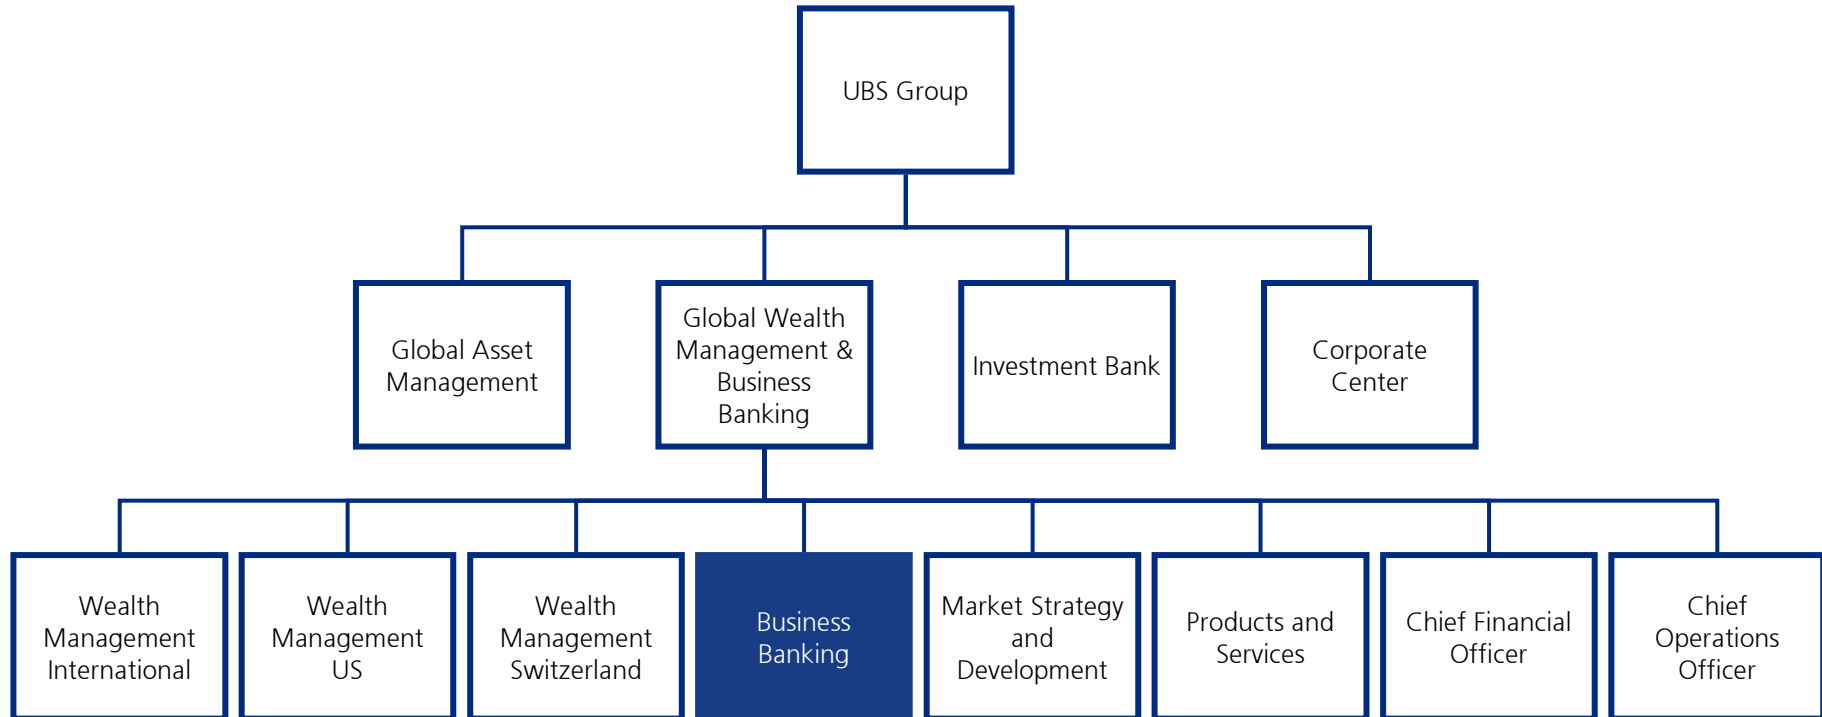 UBS Group
Global Asset
Management
Global Wealth
Management &
Business
Banking
Investment Bank
Corporate
Center
Wealth
Management
International
Wealth
Management
US
Wealth
Management
Switzerland
Business
Banking
Market Strategy
and
Development
Products and
Services
Chief Financial
Officer
Chief
Operations
Officer